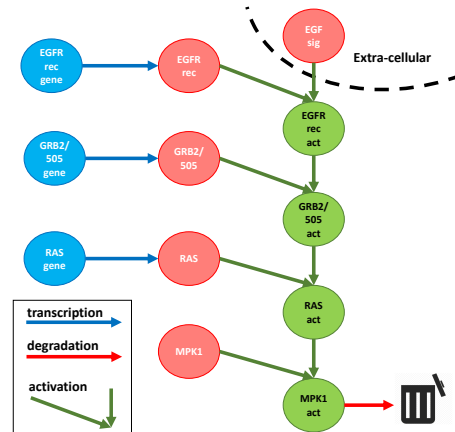 EGF
sig
Extra-cellular
EGFR
rec
gene
EGFR
rec
EGFR
rec
act
GRB2/
505
gene
GRB2/
505
GRB2/
505
act
RAS
gene
RAS
RAS
act
transcription
degradation
activation
MPK1
MPK1
act